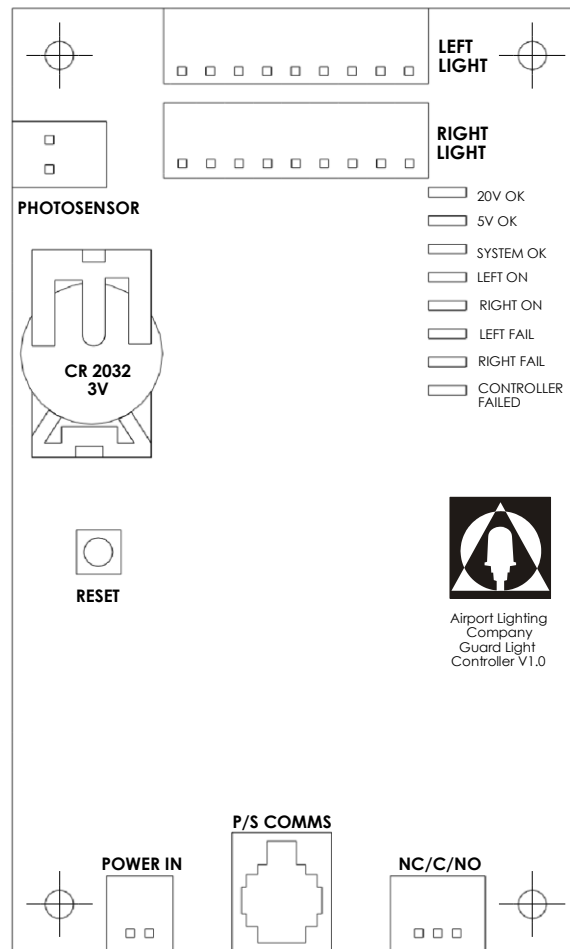 LEFT
LIGHT
RIGHT
LIGHT
PHOTOSENSOR
20V OK
5V OK
SYSTEM OK
LEFT ON
RIGHT ON
LEFT FAIL
RIGHT FAIL
CONTROLLER
FAILED
CR 2032
3V
RESET
Airport Lighting
Company
Guard Light
Controller V1.0
P/S COMMS
POWER IN
NC/C/NO